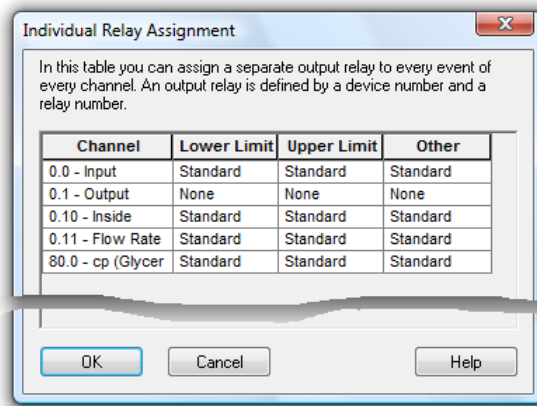 Individual Relay Assignment
In this table you can assign a separate output relay to every event of
every channel. An output relay is defined by a device number and a
relay number.
Channel Lower Limit Upper Limit Other
0.0 - Input Standard Standard Standard
0.1 - Output None None None
0.10 - Inside Standard Standard Standard
0.11 - Flow Rate Standard Standard Standard
80.0 - cp (Glycer Standard Standard Standard
OK Cancel Help